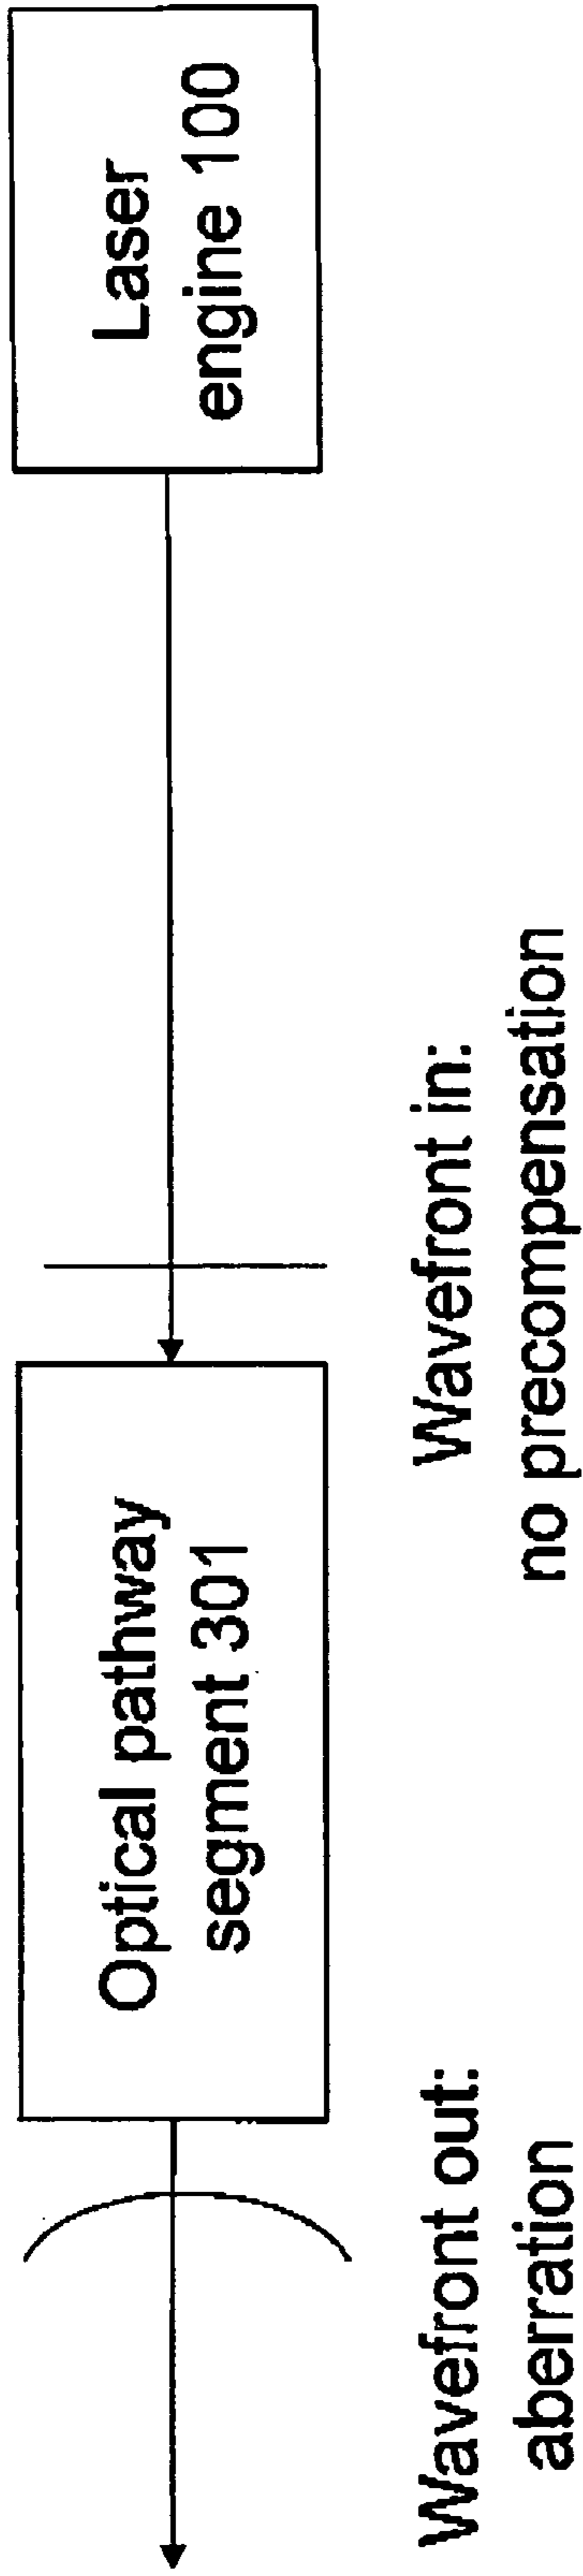 Laser
engine 100
Optical pathway
segment 301
Wavefront in:
no precompensation
Wavefront out:
aberration